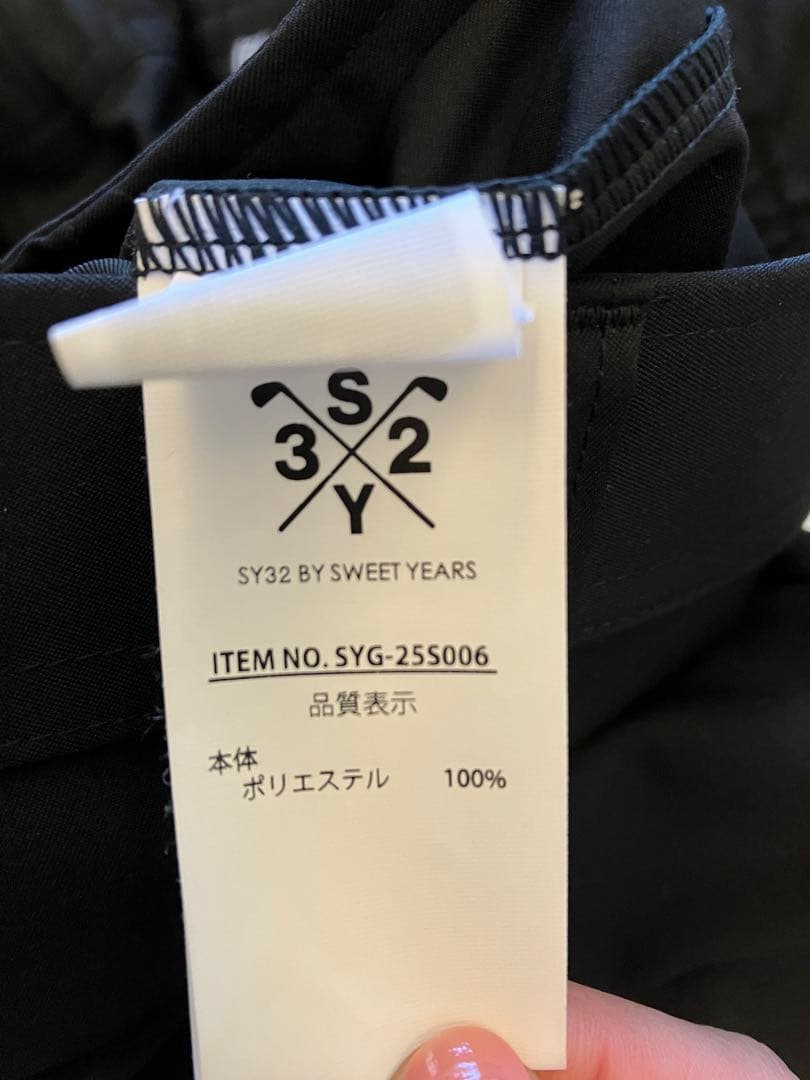 S
3 2
Y
SY32 BY SWEET YEARS
ITEM NO. SYG-25S006
品質表示
本体
ポリエステル 100%